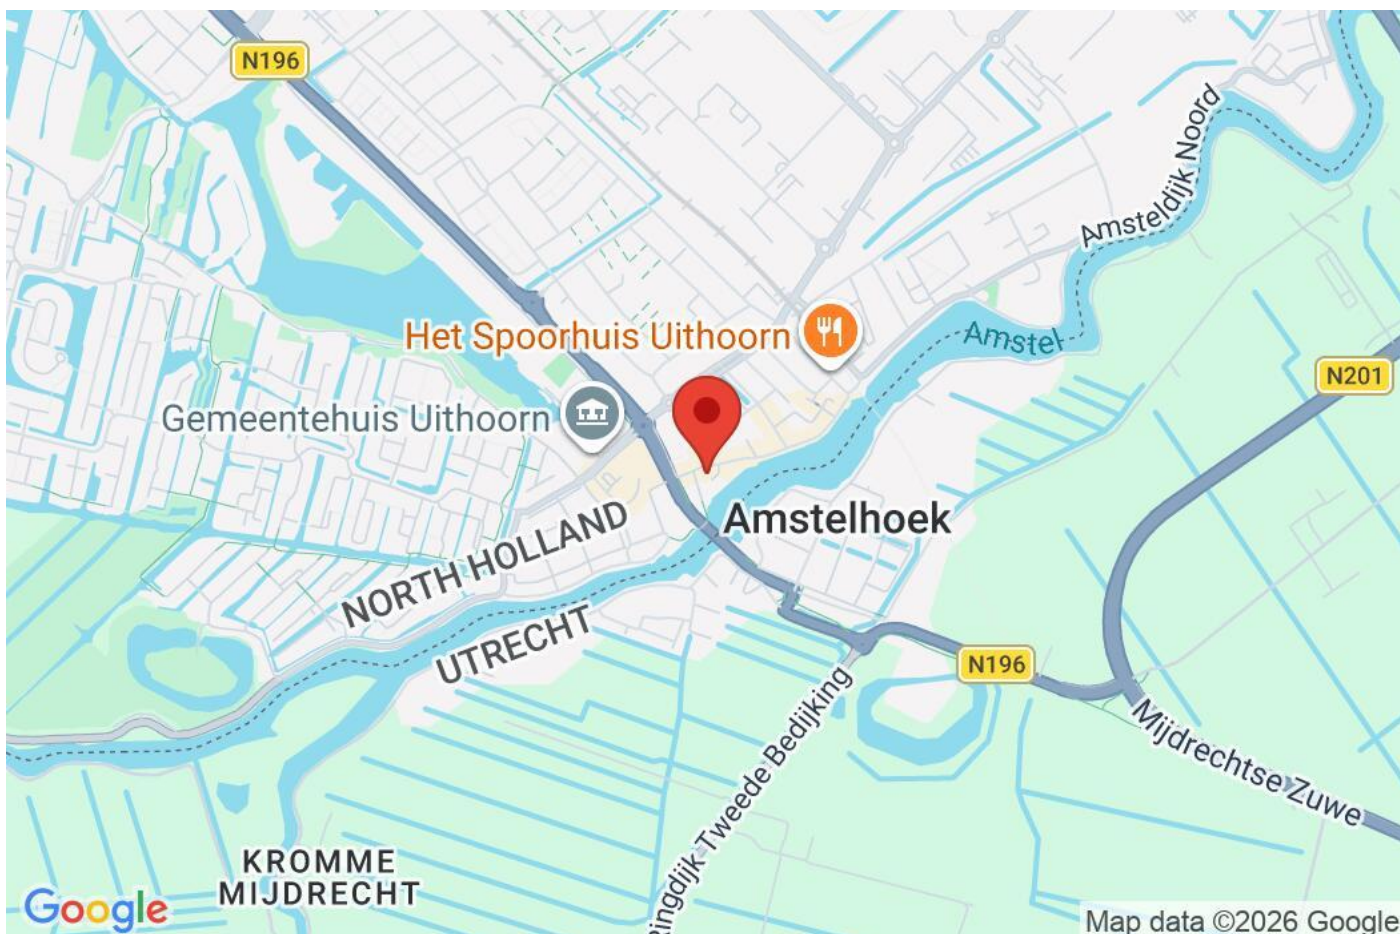 N196
Amsteldijk Noord
Amstel
Het Spoorhuis Uithoorn
N201
Gemeentehuis Uithoorn
Amstelhoek
NORTH HOLLAND
UTRECHT
N196
Mijdrechtse Zuwe
Ringdijk Tweede Bedijking
KROMME
MIJDRECHT
Google
Map data ©2026 Google